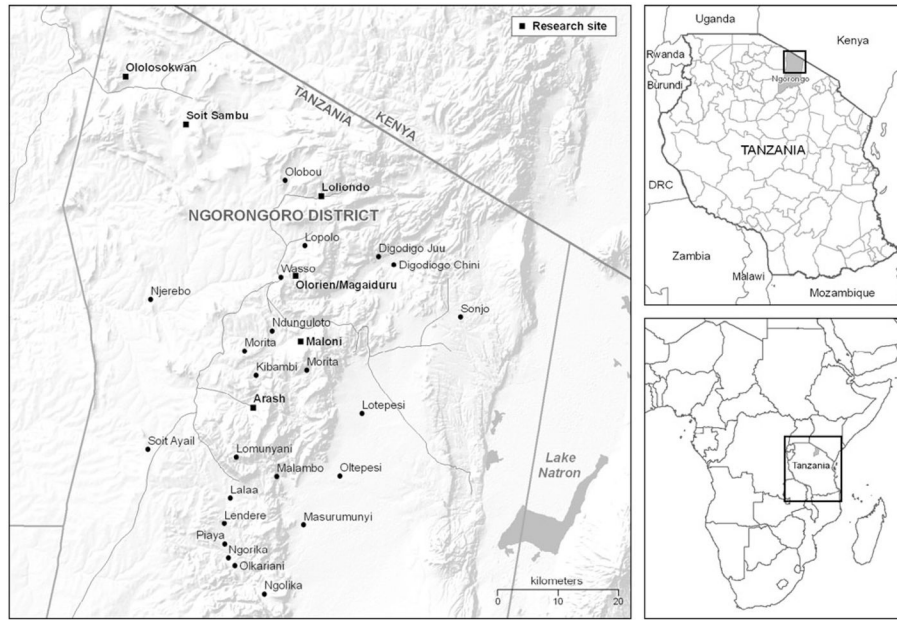 Research site
Ololosokwan
Soit Sambu
TANZANIA
KENYA
Olobou
Loliondo
NGORONGORO DISTRICT
Lopolo
Digodigo Juu
Digodiogo Chini
Wasso
Olorien/Magaiduru
Njerebo
Sonjo
Ndunguloto
Maloni
Morita
Morita
Kibambi
Arash
Lotepesi
Soit Ayail
Lomunyani
Malambo
Oltepesi
Lake
Natron
Lalaa
Lendere
Masurumunyi
Piaya
Ngorika
Olkariani
Ngolika
kilometers
0 10 20
Uganda
Kenya
Rwanda
Burundi
Ngorongo
TANZANIA
DRC
Zambia
Malawi
Mozambique
Tanzania